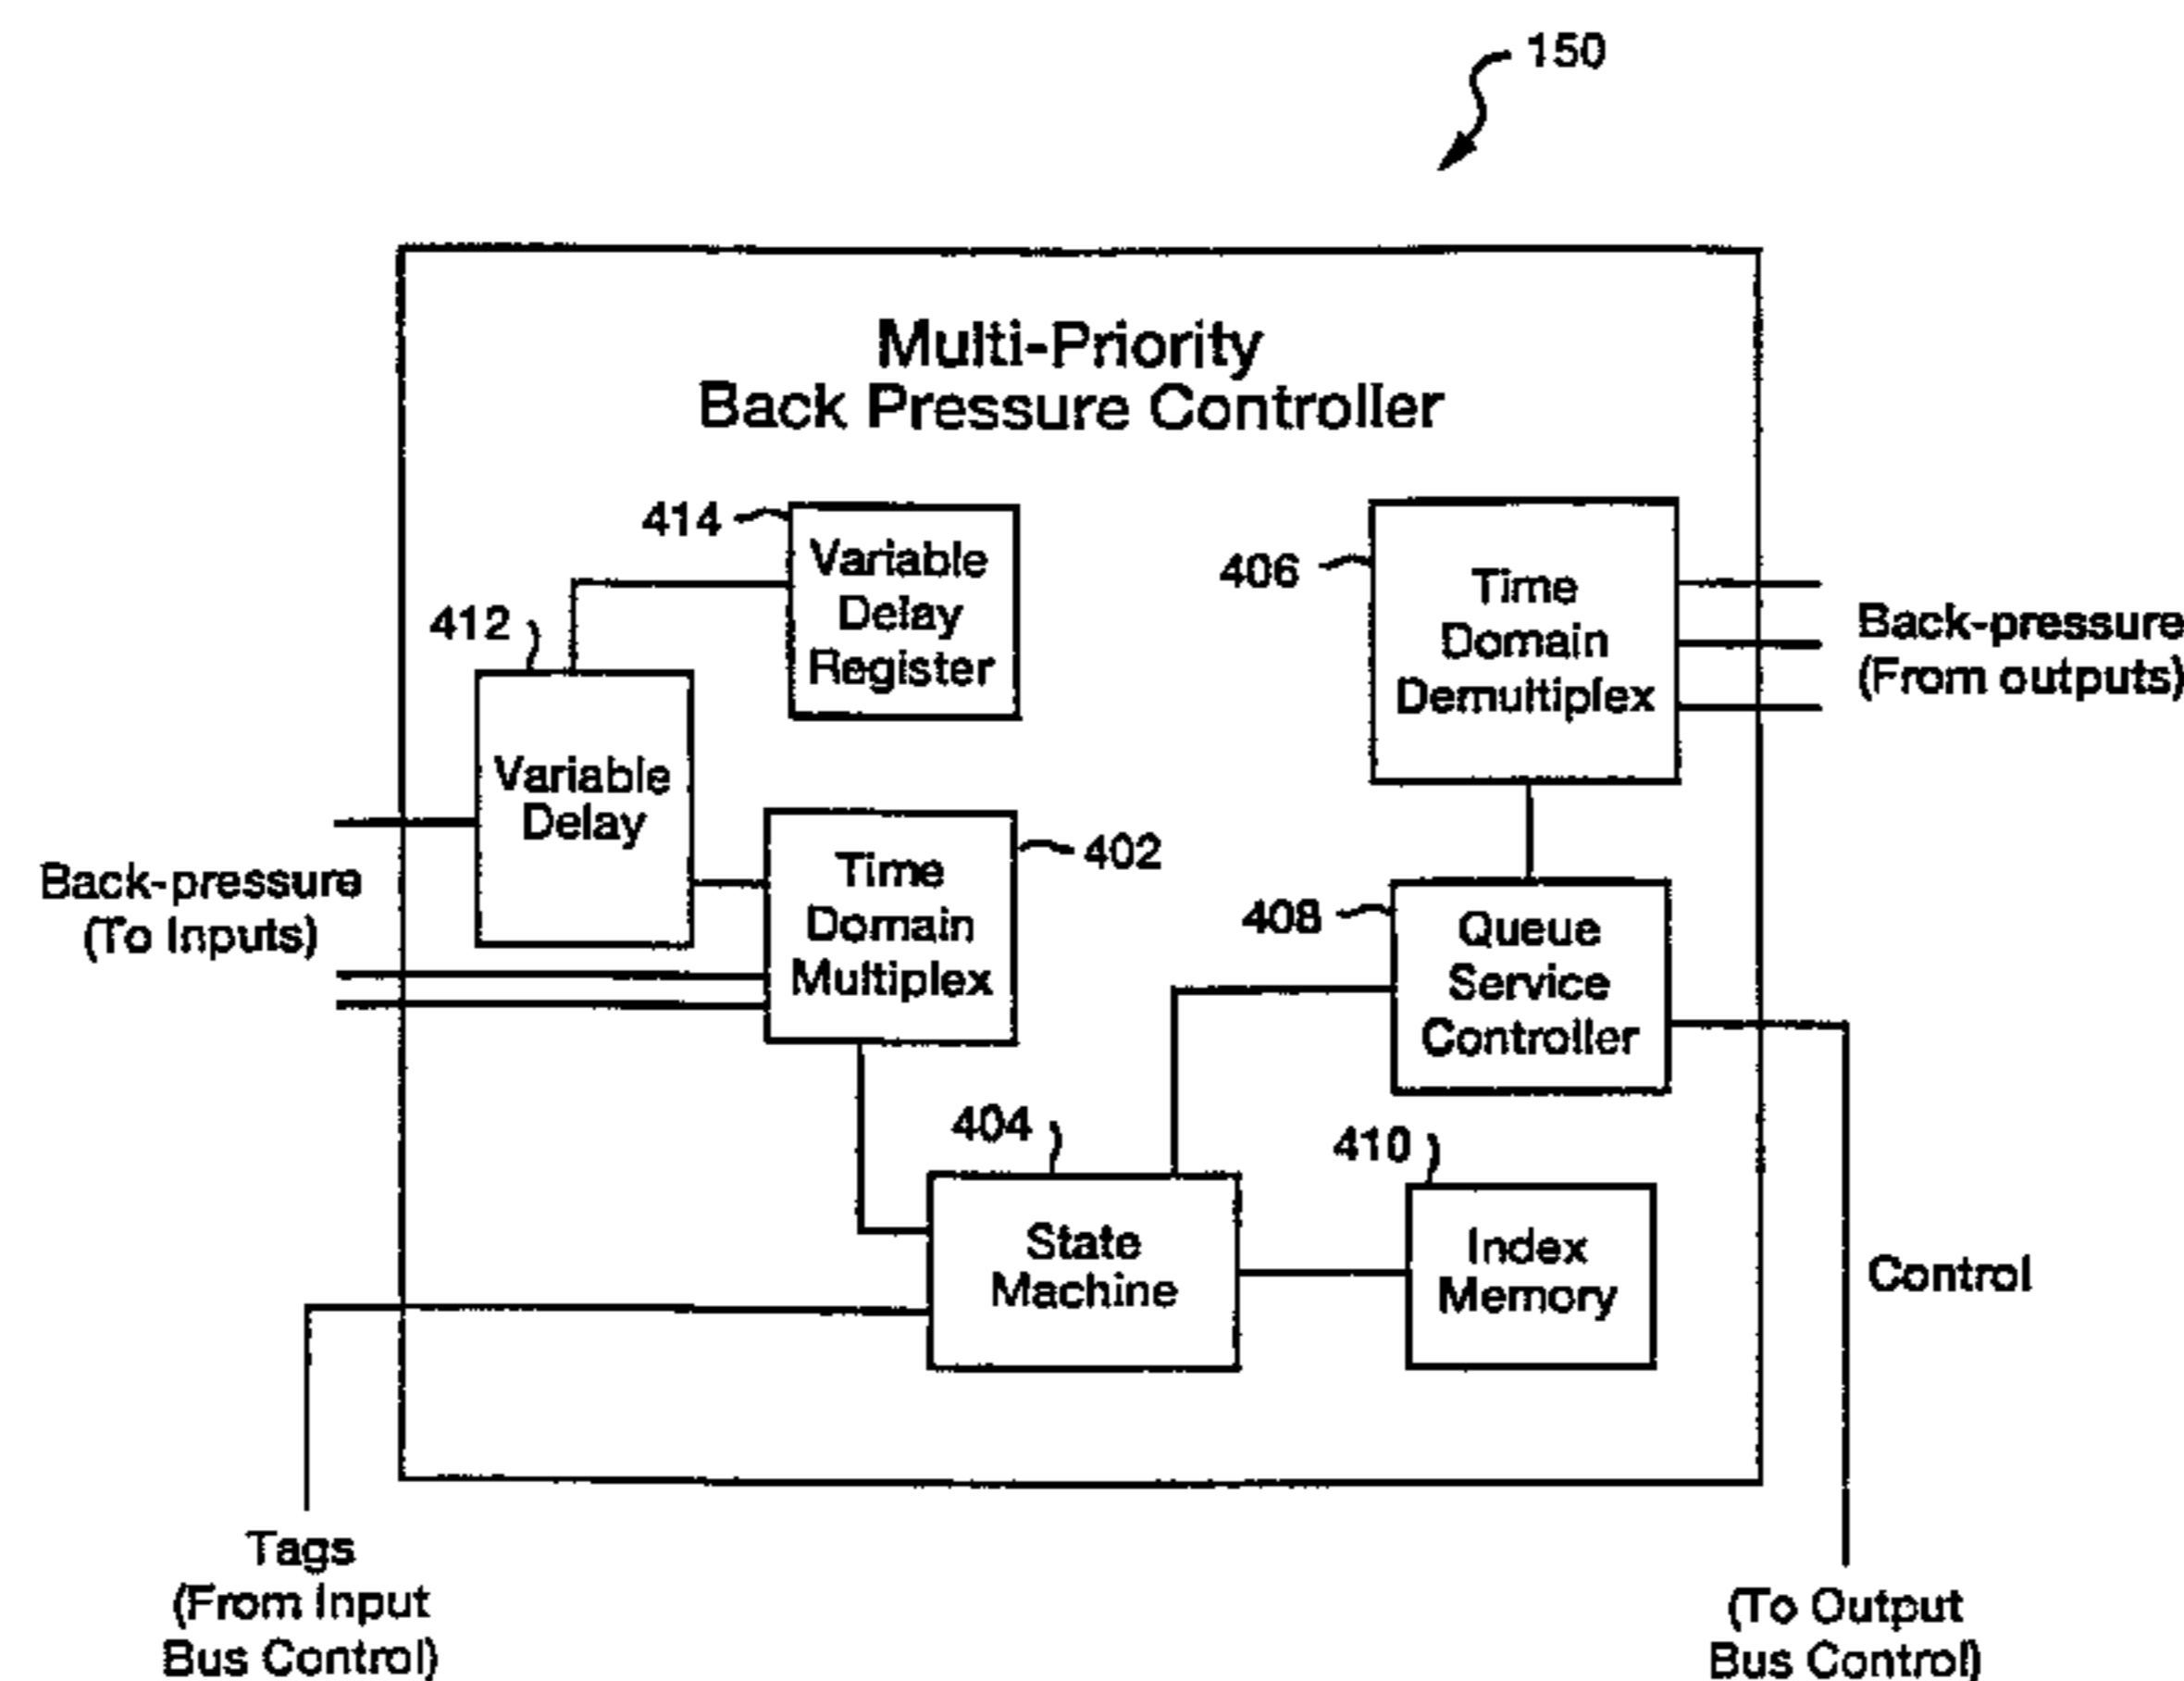 150
Multi-Priority
Back Pressure Controller
414
Variable
Delay
Register
406
Time
Domain
Demultiplex
Back-pressure
(From outputs)
412
Variable
Delay
402
Time
Domain
Multiplex
Back-pressure
(To Inputs)
408
Queue
Service
Controller
404
State
Machine
410
Index
Memory
Control
Tags
(From Input
Bus Control)
(To Output
Bus Control)